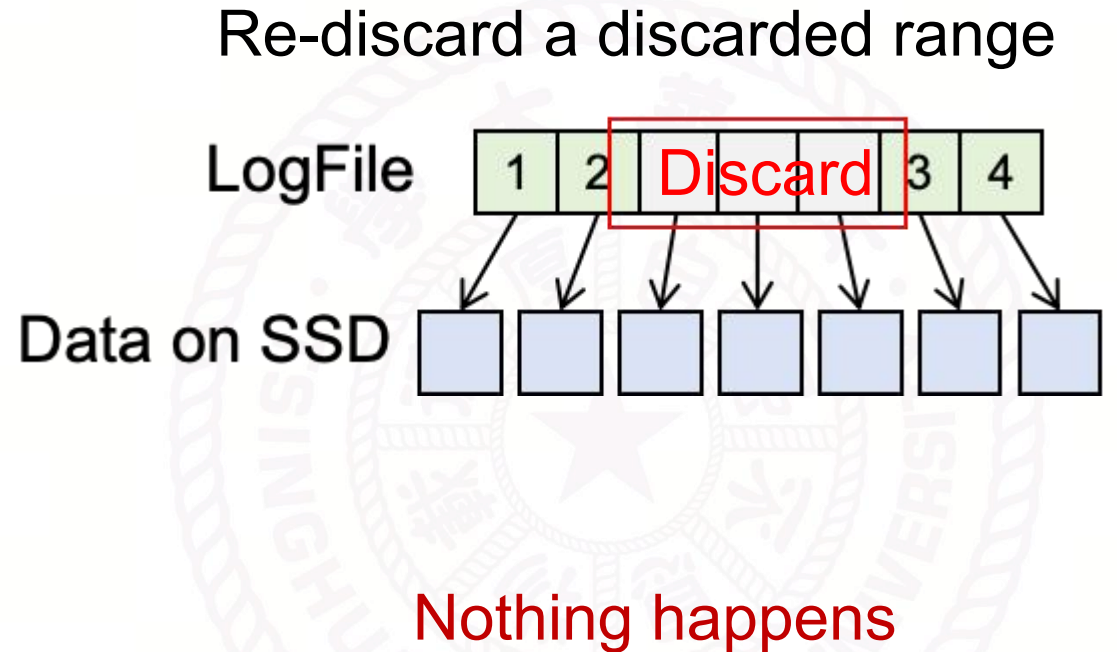 Re-discard a discarded range
LogFile 1 2 Discard 3 4
Data on SSD
Nothing happens